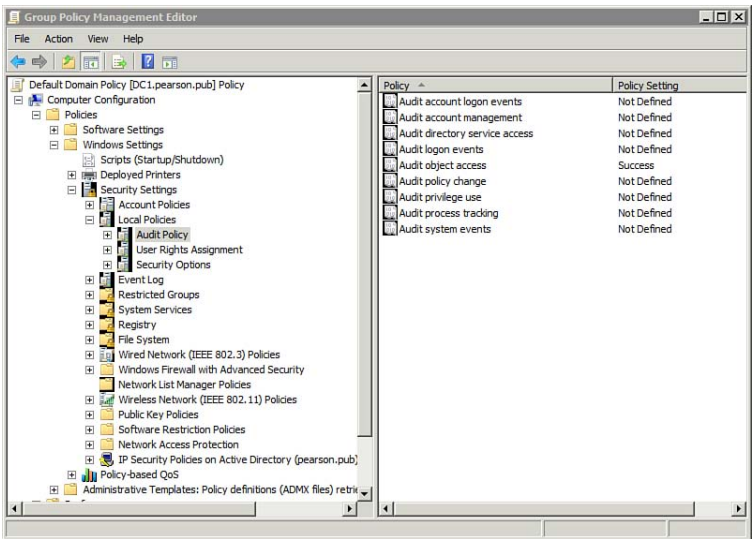 Group Policy Management Editor
File Action View Help
Default Domain Policy [DC1.pearson.pub] Policy
Computer Configuration
Policies
Software Settings
Windows Settings
Scripts (Startup/Shutdown)
Deployed Printers
Security Settings
Account Policies
Local Policies
Audit Policy
User Rights Assignment
Security Options
Event Log
Restricted Groups
System Services
Registry
File System
Wired Network (IEEE 802.3) Policies
Windows Firewall with Advanced Security
Network List Manager Policies
Wireless Network (IEEE 802.11) Policies
Public Key Policies
Software Restriction Policies
Network Access Protection
IP Security Policies on Active Directory (pearson.pub)
Policy-based QoS
Administrative Templates: Policy definitions (ADMX files) retrie
Policy Policy Setting
Audit account logon events Not Defined
Audit account management Not Defined
Audit directory service access Not Defined
Audit logon events Not Defined
Audit object access Success
Audit policy change Not Defined
Audit privilege use Not Defined
Audit process tracking Not Defined
Audit system events Not Defined